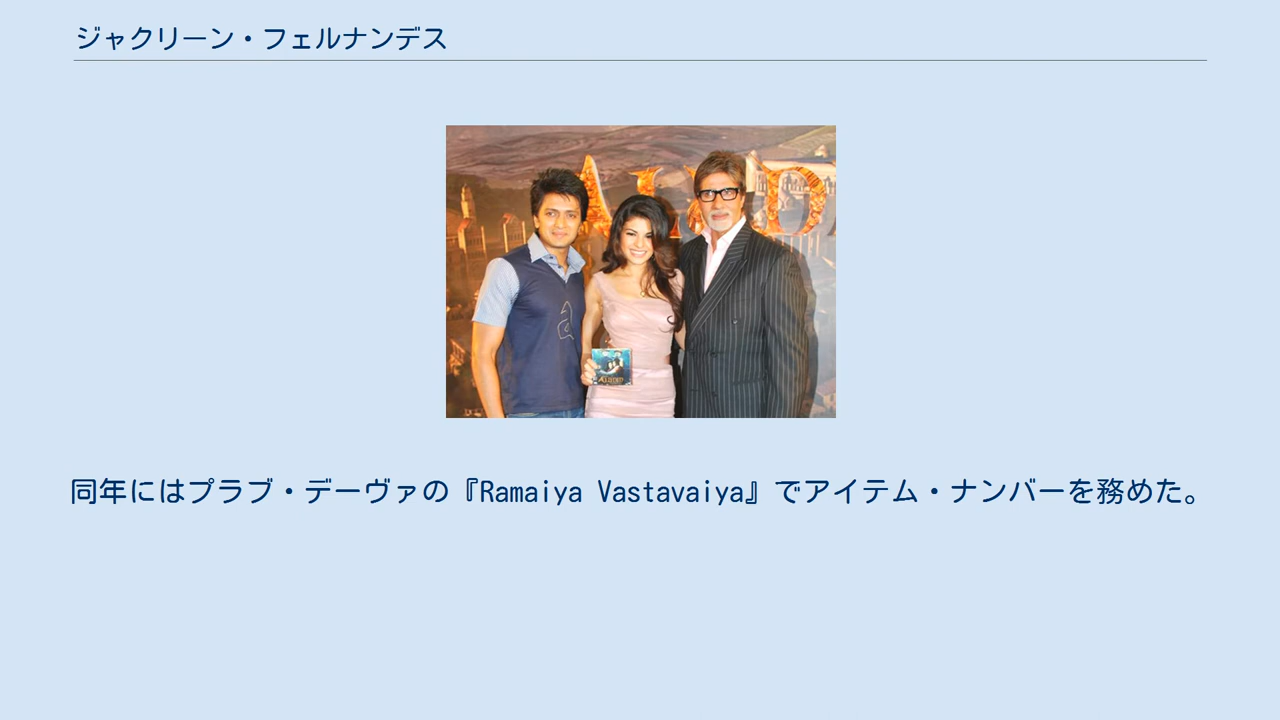 ジャクリーン・フェルナンデス
ALADIN
同年にはプラブ・デーヴァの『Ramaiya Vastavaiya』でアイテム・ナンバーを務めた。